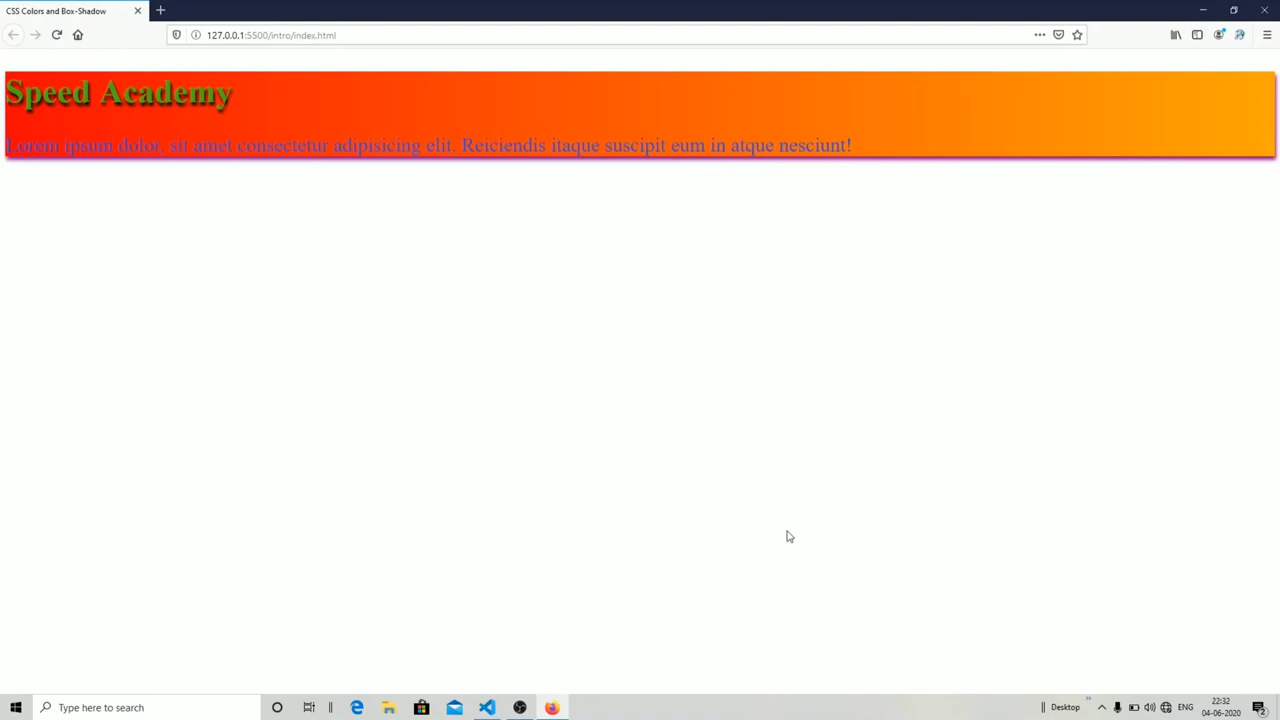 CSS Colors and Box-Shadow
127.0.0.1:5500/intro/index.html
Speed Academy
Lorem ipsum dolor, sit amet consectetur adipisicing elit. Reiciendis itaque suscipit eum in atque nesciunt!
Type here to search
Desktop
ENG
22:32
04-06-2020
2